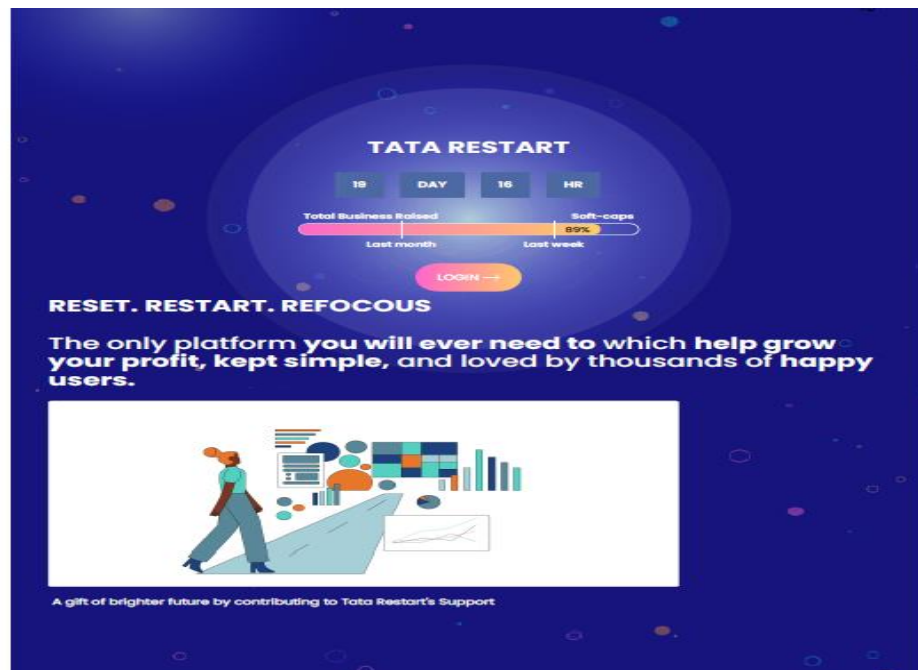 TATA RESTART
19 DAY 16 HR
Total Business Raised Soft-caps
89%
Last month Last week
LOGIN →
RESET. RESTART. REFOCOUS
The only platform you will ever need to which help grow
your profit, kept simple, and loved by thousands of happy
users.
A gift of brighter future by contributing to Tata Restart's Support